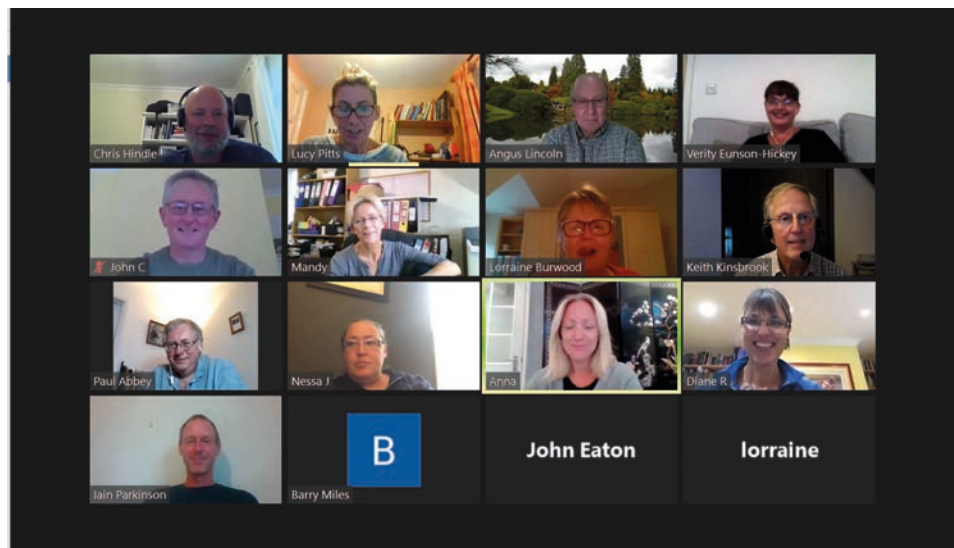 Chris Hindle
Lucy Pitts
Angus Lincoln
Verity Eunson-Hickey
John C
Mandy
Lorraine Burwood
Keith Kinsbrook
Paul Abbey
Nessa J
Anna
Diane R
Iain Parkinson
B
Barry Miles
John Eaton
lorraine